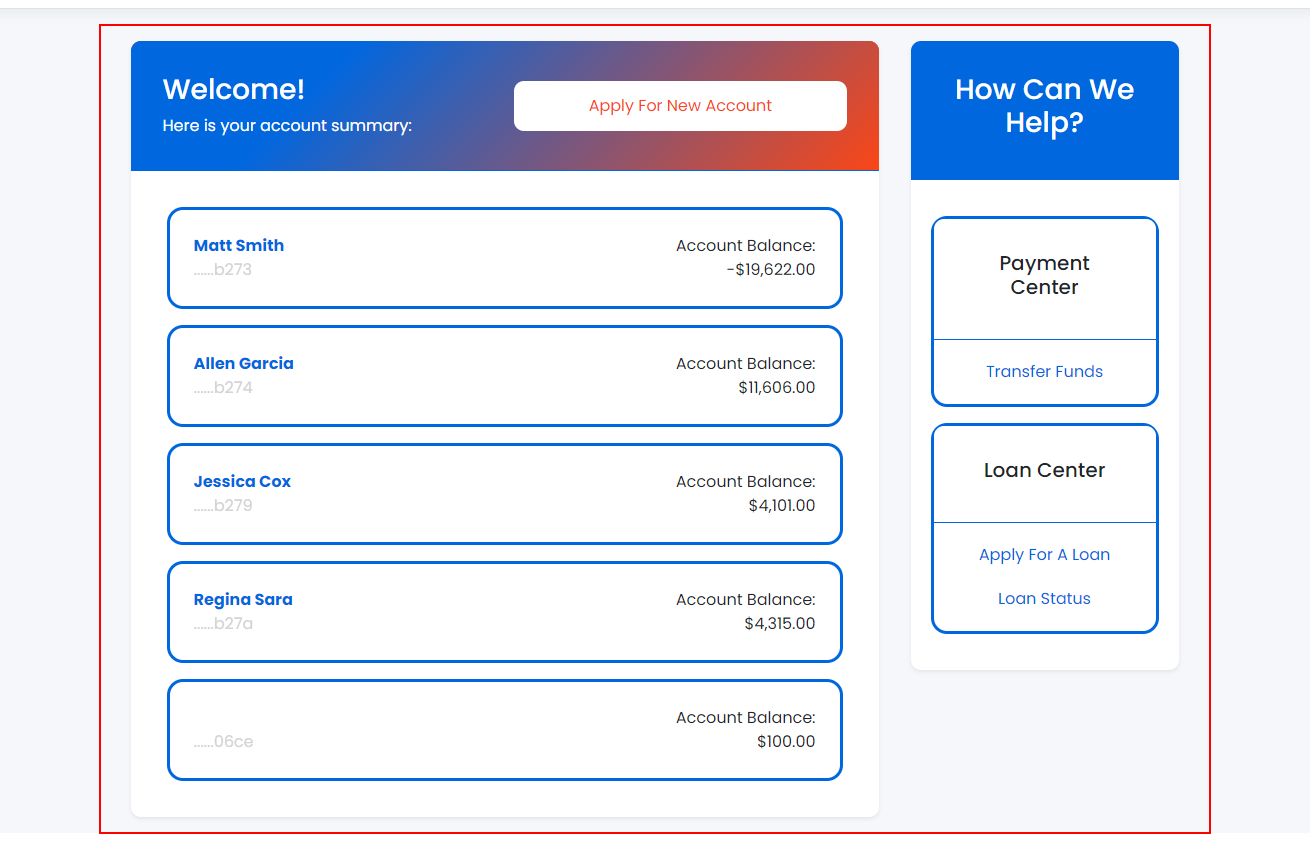 Welcome!
Here is your account summary:
Apply For New Account
Matt Smith
......b273
Account Balance:
-$19,622.00
Allen Garcia
......b274
Account Balance:
$11,606.00
Jessica Cox
......b279
Account Balance:
$4,101.00
Regina Sara
......b27a
Account Balance:
$4,315.00
......06ce
Account Balance:
$100.00
How Can We
Help?
Payment
Center
Transfer Funds
Loan Center
Apply For A Loan
Loan Status